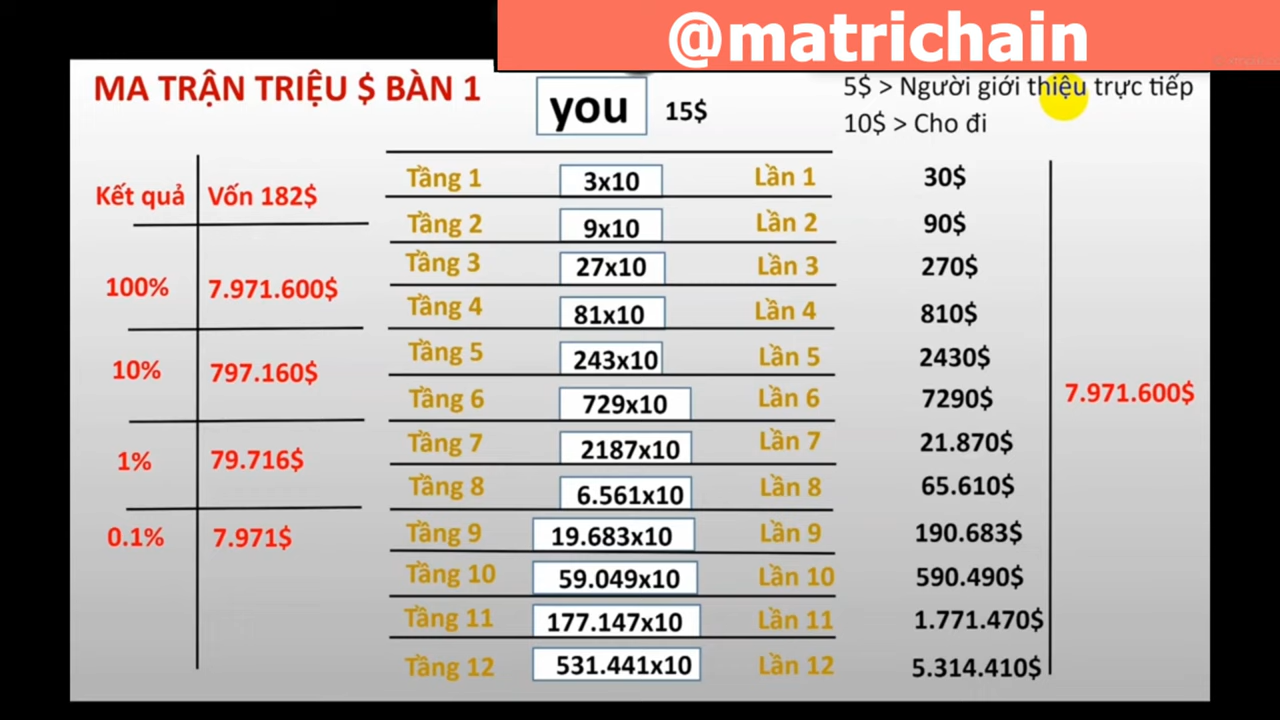 @matrichain
MA TRẬN TRIỆU $ BÀN 1
you
15$
5$ > Người giới thiệu trực tiếp
10$ > Cho đi
Kết quả Vốn 182$
100% 7.971.600$
10% 797.160$
1% 79.716$
0.1% 7.971$
Tầng 1 3x10 Lần 1 30$
Tầng 2 9x10 Lần 2 90$
Tầng 3 27x10 Lần 3 270$
Tầng 4 81x10 Lần 4 810$
Tầng 5 243x10 Lần 5 2430$
Tầng 6 729x10 Lần 6 7290$
Tầng 7 2187x10 Lần 7 21.870$
Tầng 8 6.561x10 Lần 8 65.610$
Tầng 9 19.683x10 Lần 9 190.683$
Tầng 10 59.049x10 Lần 10 590.490$
Tầng 11 177.147x10 Lần 11 1.771.470$
Tầng 12 531.441x10 Lần 12 5.314.410$
7.971.600$